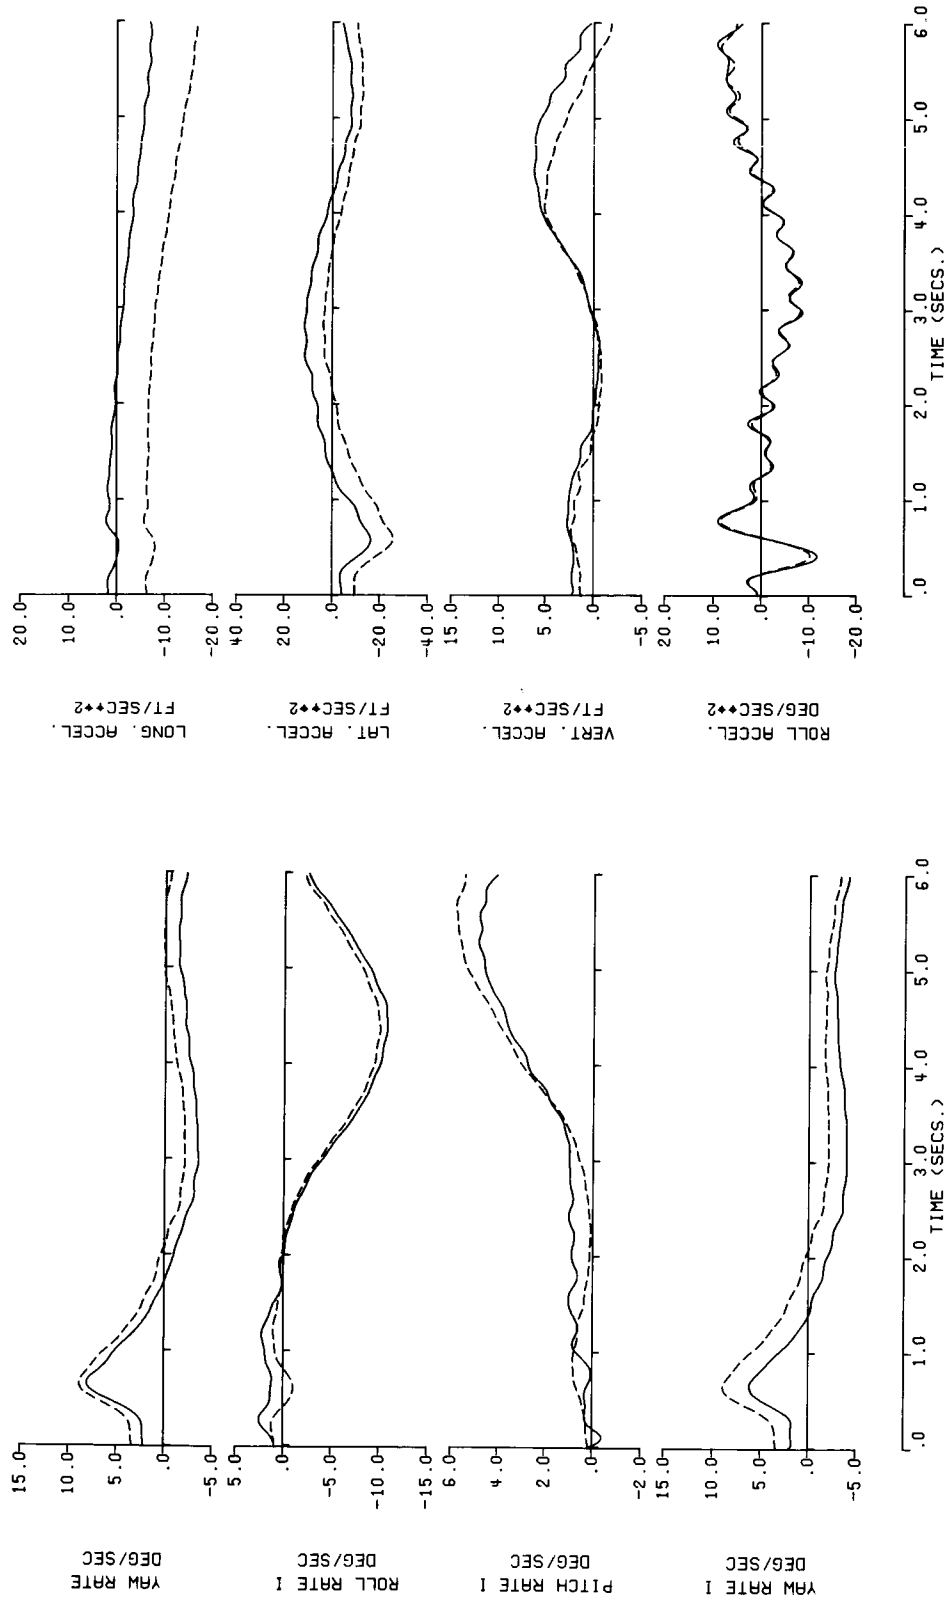 YAW RATE
DEG/SEC
15.0
10.0
5.0
.0
-5.0
ROLL RATE I
DEG/SEC
5.0
.0
-5.0
-10.0
-15.0
PITCH RATE I
DEG/SEC
6.0
4.0
2.0
.0
-2.0
YAW RATE I
DEG/SEC
15.0
10.0
5.0
.0
-5.0
.0 1.0 2.0 3.0 4.0 5.0 6.0
TIME (SECS.)
LONG. ACCEL.
FT/SEC**2
20.0
10.0
.0
-10.0
-20.0
LAT. ACCEL.
FT/SEC**2
40.0
20.0
.0
-20.0
-40.0
VERT. ACCEL.
FT/SEC**2
15.0
10.0
5.0
.0
-5.0
ROLL ACCEL.
DEG/SEC**2
20.0
10.0
.0
-10.0
-20.0
.0 1.0 2.0 3.0 4.0 5.0 6.0
TIME (SECS.)